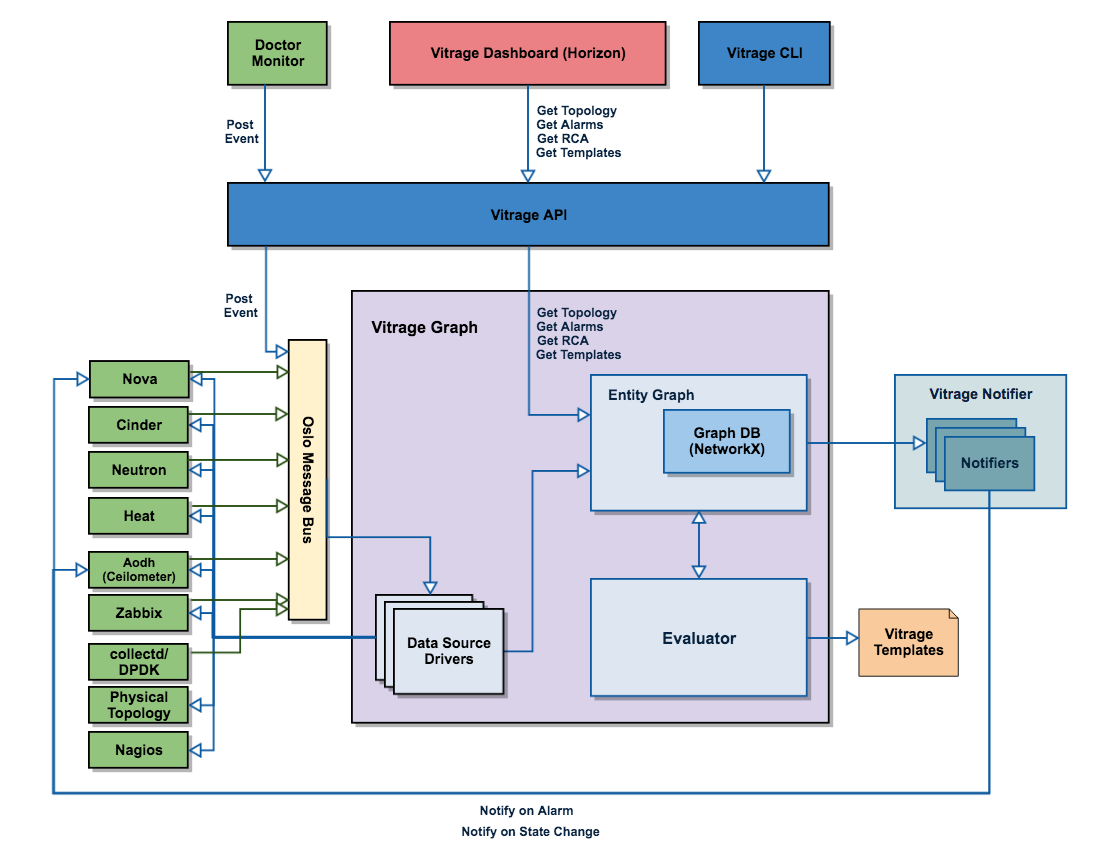 Doctor
Monitor
Vitrage Dashboard (Horizon)
Vitrage CLI
Post
Event
Get Topology
Get Alarms
Get RCA
Get Templates
Vitrage API
Post
Event
Vitrage Graph
Get Topology
Get Alarms
Get RCA
Get Templates
Nova
Cinder
Neutron
Heat
Aodh
(Ceilometer)
Zabbix
collectd/
DPDK
Physical
Topology
Nagios
Oslo Message Bus
Entity Graph
Graph DB
(NetworkX)
Vitrage Notifier
Notifiers
Data Source
Drivers
Evaluator
Vitrage
Templates
Notify on Alarm
Notify on State Change